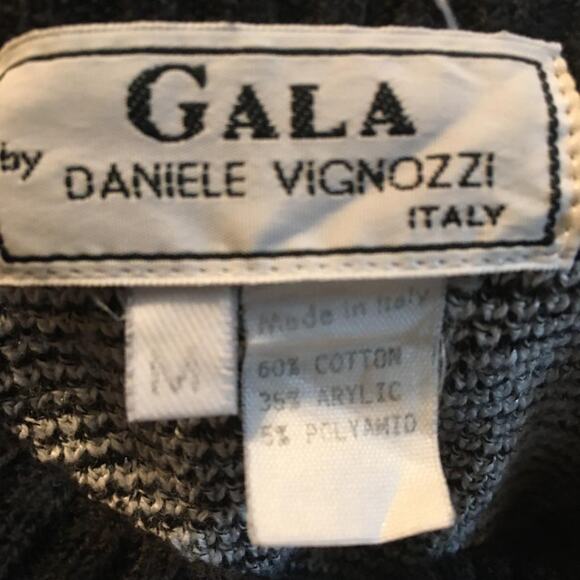 GALA
by DANIELE ViGNOZZi
ITALY
M
Made in Italy
60% COTTON
35% ARYLIC
5% POLYAMID